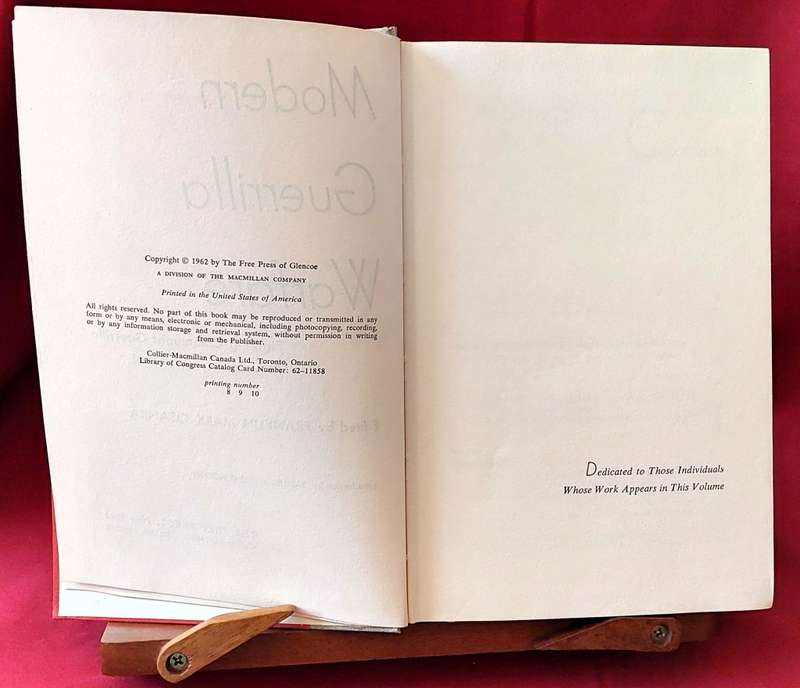 Modern
Guerrilla
Copyright © 1962 by The Free Press of Glencoe
A DIVISION OF THE MACMILLAN COMPANY
Printed in the United States of America
All rights reserved. No part of this book may be reproduced or transmitted in any
form or by any means, electronic or mechanical, including photocopying, recording,
or by any information storage and retrieval system, without permission in writing
from the Publisher.
Collier-Macmillan Canada Ltd., Toronto, Ontario
Library of Congress Catalog Card Number: 62-11858
printing number
8 9 10
Dedicated to Those Individuals
Whose Work Appears in This Volume